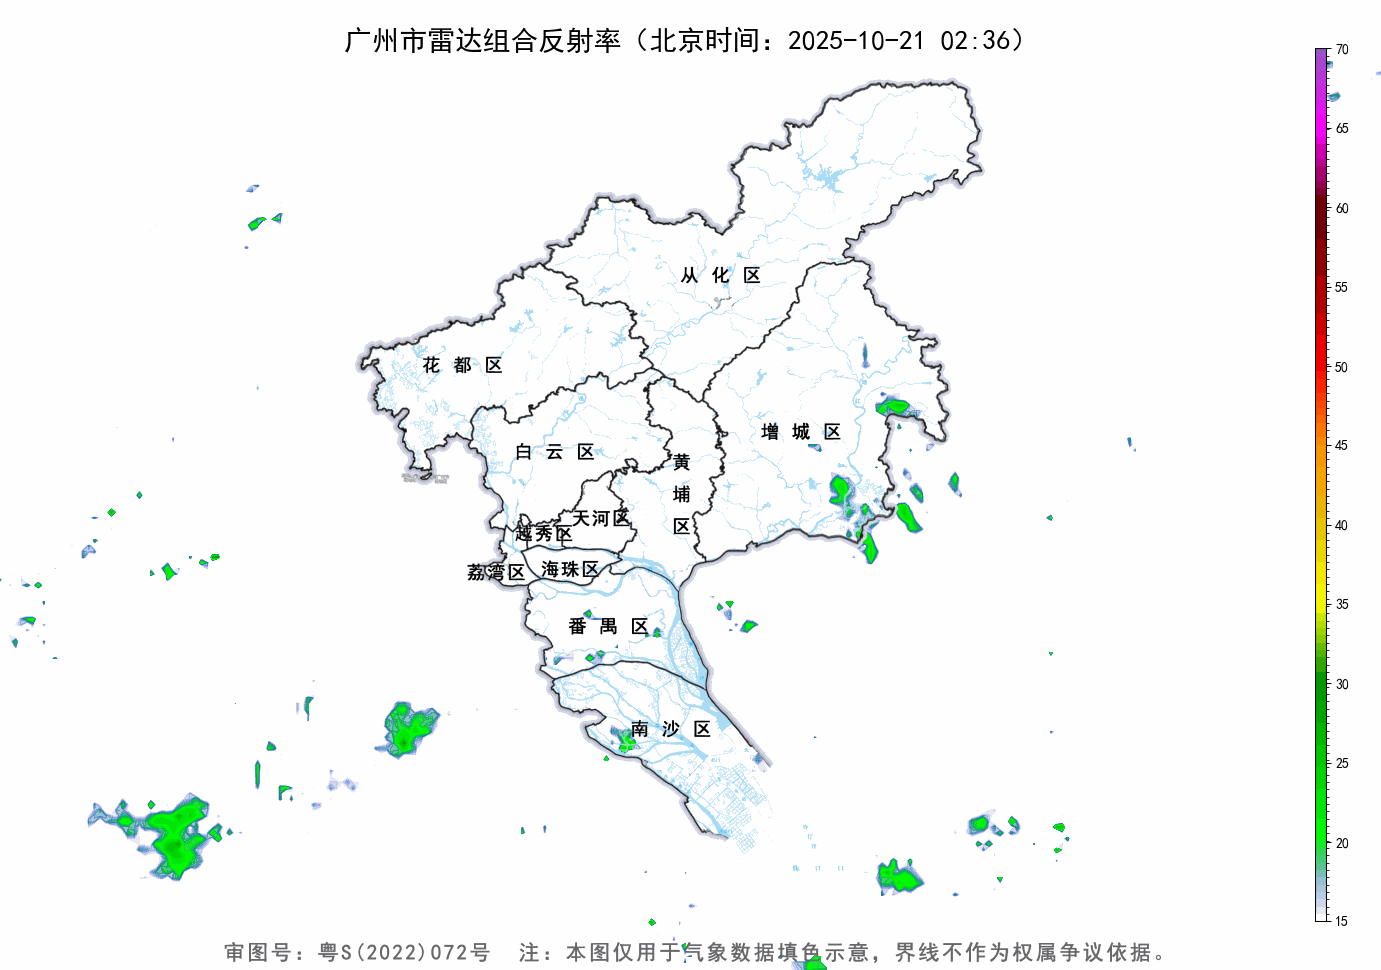 广州市雷达组合反射率（北京时间：2025-10-21 02:36）
70
65
60
55
50
45
40
35
30
25
20
15
从化区
花都区
增城区
白云区
黄埔区
天河区
越秀区
荔湾区
海珠区
番禺区
南沙区
审图号：粤S(2022)072号 注：本图仅用于气象数据填色示意，界线不作为权属争议依据。